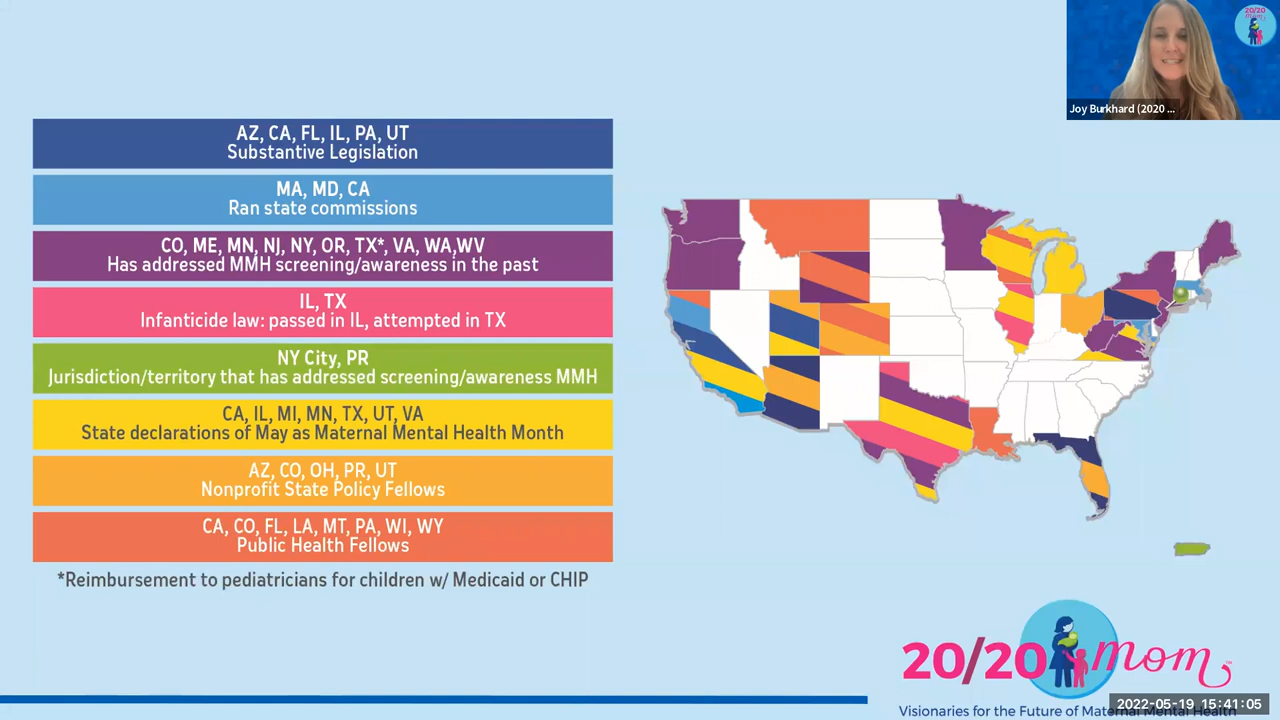 20/20
mom
Joy Burkhard (2020 ...
AZ, CA, FL, IL, PA, UT
Substantive Legislation
MA, MD, CA
Ran state commissions
CO, ME, MN, NJ, NY, OR, TX*, VA, WA,WV
Has addressed MMH screening/awareness in the past
IL, TX
Infanticide law: passed in IL, attempted in TX
NY City, PR
Jurisdiction/territory that has addressed screening/awareness MMH
CA, IL, MI, MN, TX, UT, VA
State declarations of May as Maternal Mental Health Month
AZ, CO, OH, PR, UT
Nonprofit State Policy Fellows
CA, CO, FL, LA, MT, PA, WI, WY
Public Health Fellows
*Reimbursement to pediatricians for children w/ Medicaid or CHIP
20/20 mom
Visionaries for the Future of Maternal Mental Health
2022-05-19 15:41:05